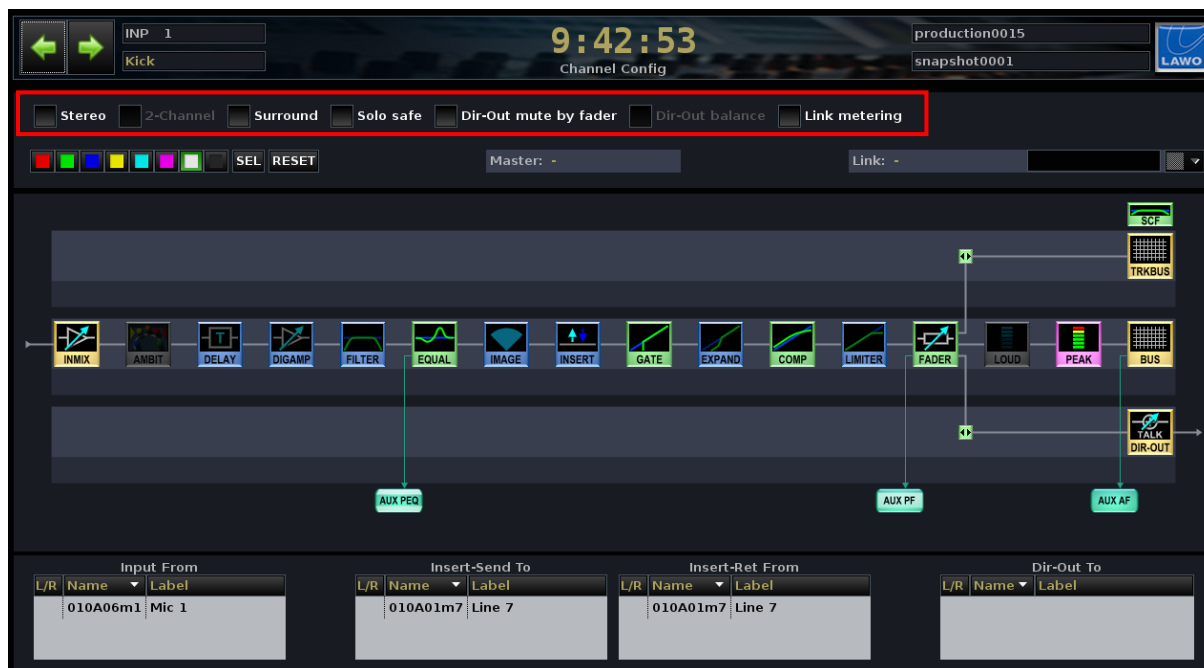 INP 1
Kick
9:42:53
Channel Config
production0015
snapshot0001
LAWO
Stereo 2-Channel Surround Solo safe Dir-Out mute by fader Dir-Out balance Link metering
SEL RESET Master: - Link: -
SCF
TRKBUS
INMIX AMBIT DELAY DIGAMP FILTER EQUAL IMAGE INSERT GATE EXPAND COMP LIMITER FADER LOUD PEAK BUS
TALK
DIR-OUT
AUX PEQ AUX PF AUX AF
Input From
L/R Name Label
010A06m1 Mic 1
Insert-Send To
L/R Name Label
010A01m7 Line 7
Insert-Ret From
L/R Name Label
010A01m7 Line 7
Dir-Out To
L/R Name Label